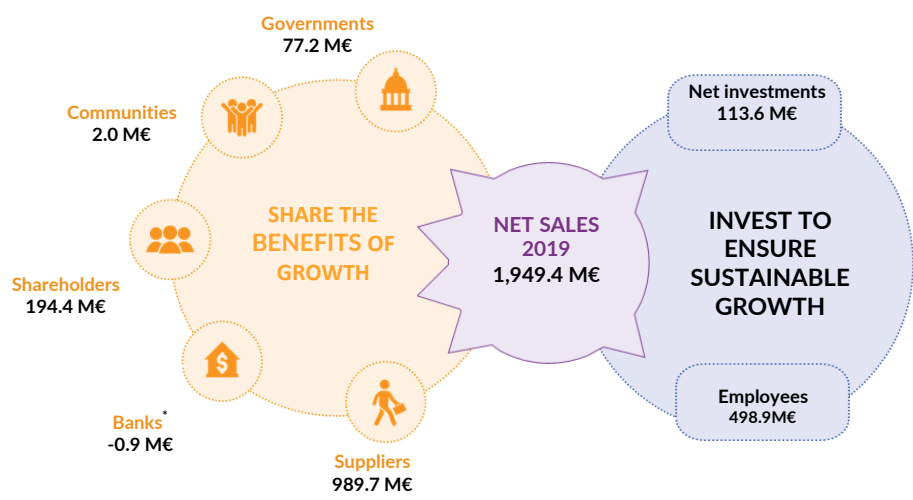 Governments
77.2 M€
Communities
2.0 M€
Shareholders
194.4 M€
Banks*
-0.9 M€
Suppliers
989.7 M€
SHARE THE
BENEFITS OF
GROWTH
NET SALES
2019
1,949.4 M€
Net investments
113.6 M€
INVEST TO
ENSURE
SUSTAINABLE
GROWTH
Employees
498.9M€